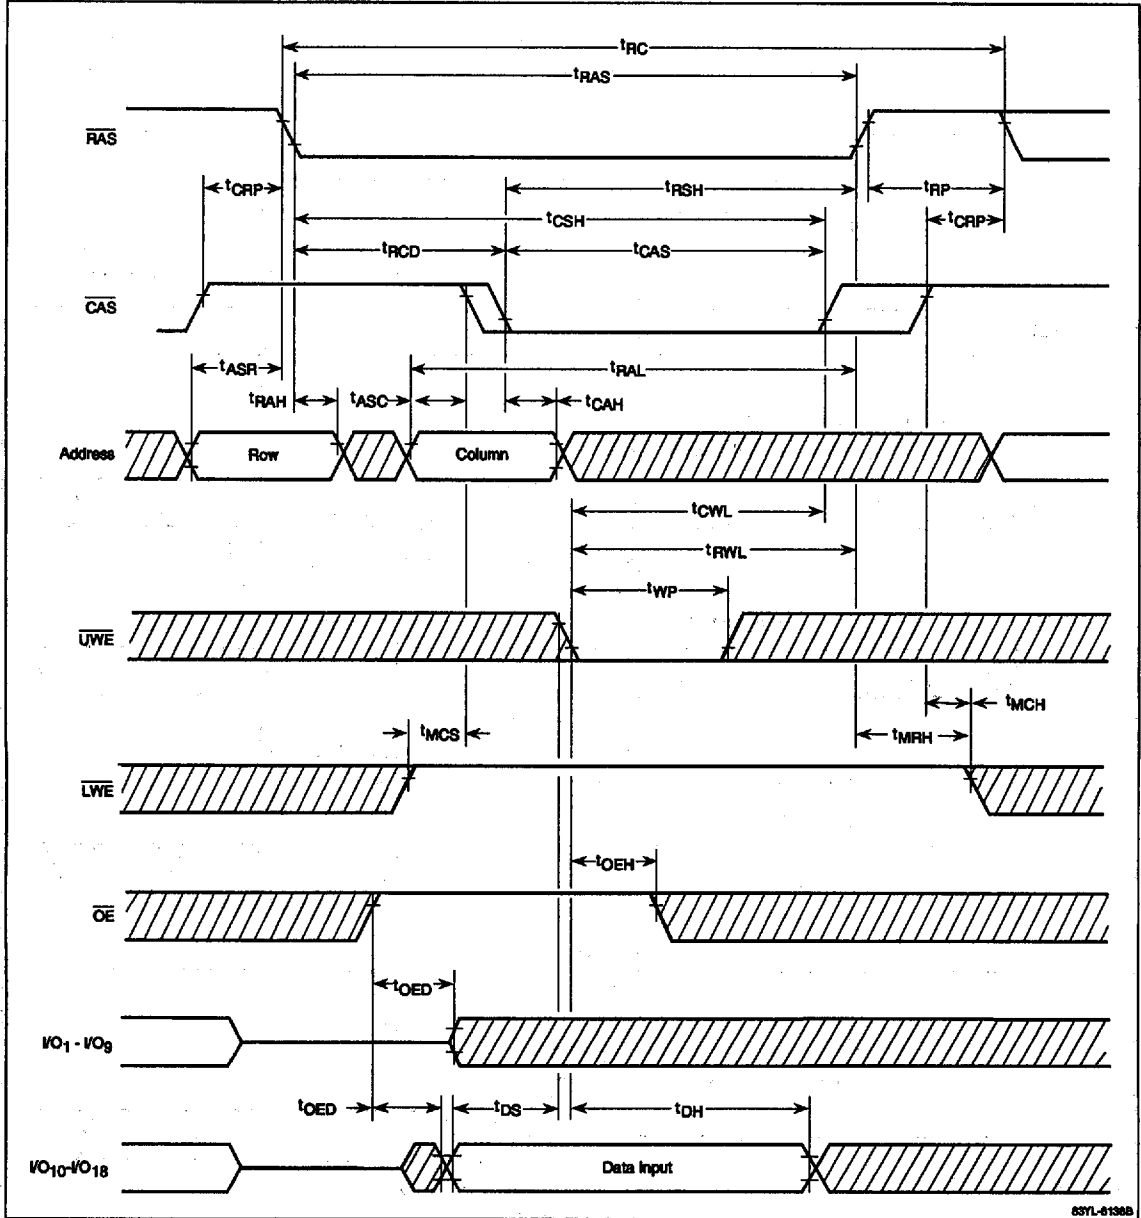 tRC
tRAS
RAS
tCRP
tRSH
tRP
tCSH
tCRP
tRCD
tCAS
CAS
tASR
tRAL
tRAH
tASC
tCAH
Address
Row
Column
tCWL
tRWL
tWP
UWE
tMCH
tMCS
tMRH
LWE
tOEH
OE
tOED
I/O1 - I/O9
tOED
tDS
tDH
I/O10-I/O18
Data Input
83YL-6136B